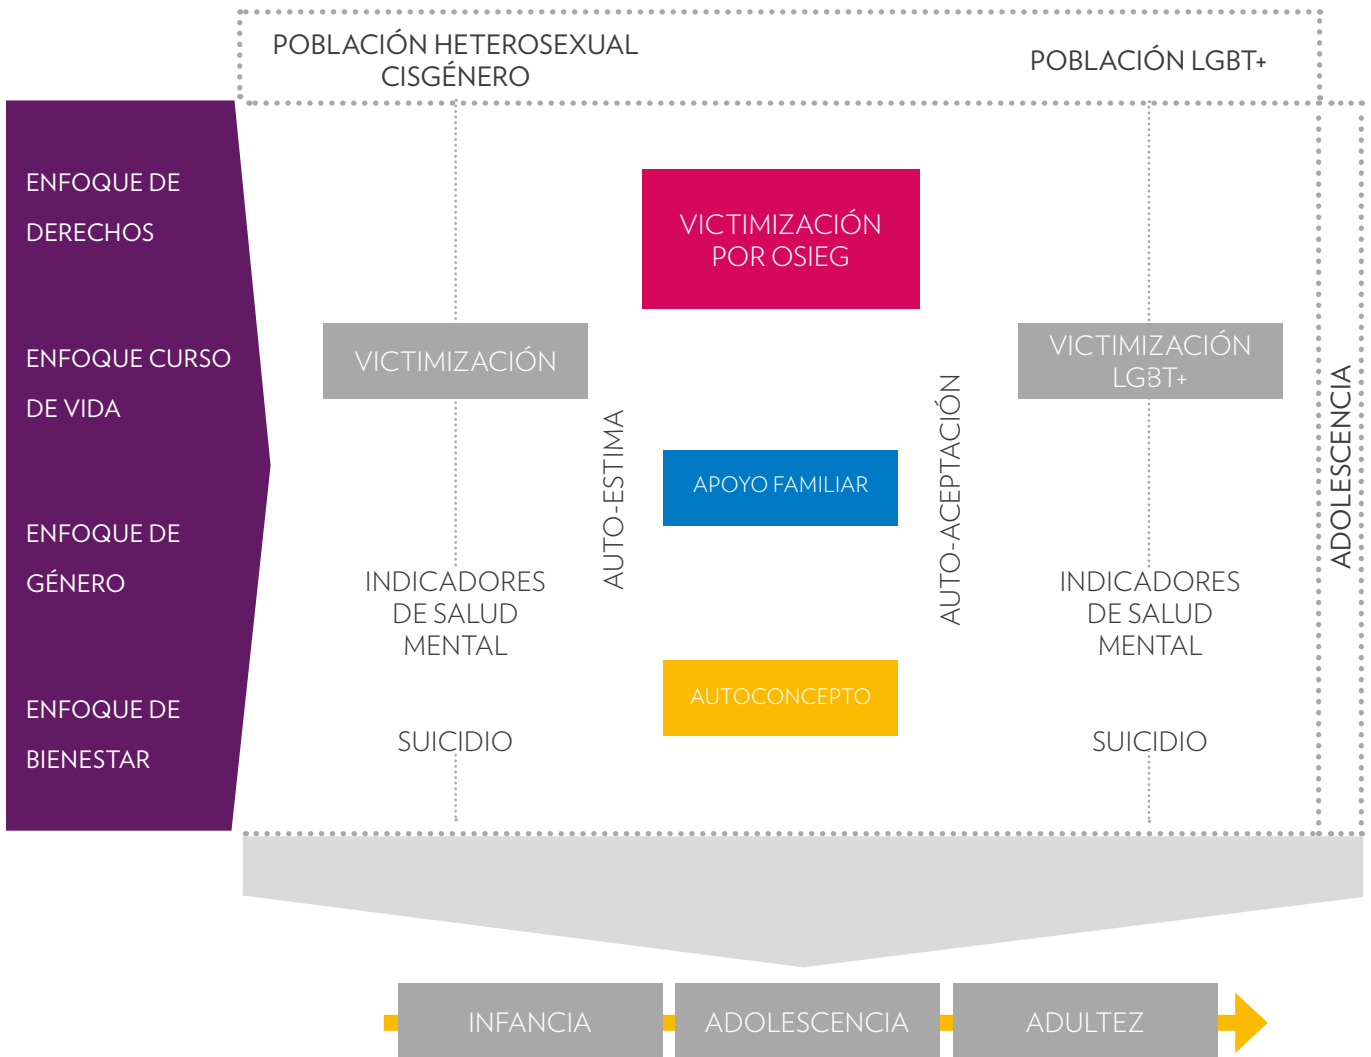 POBLACIÓN HETEROSEXUAL
CISGÉNERO
POBLACIÓN LGBT+
ENFOQUE DE
DERECHOS
ENFOQUE CURSO
DE VIDA
ENFOQUE DE
GÉNERO
ENFOQUE DE
BIENESTAR
VICTIMIZACIÓN
INDICADORES
DE SALUD
MENTAL
SUICIDIO
AUTO-ESTIMA
VICTIMIZACIÓN
POR OSIEG
APOYO FAMILIAR
AUTOCONCEPTO
AUTO-ACEPTACIÓN
VICTIMIZACIÓN
LGBT+
INDICADORES
DE SALUD
MENTAL
SUICIDIO
ADOLESCENCIA
INFANCIA
ADOLESCENCIA
ADULTEZ